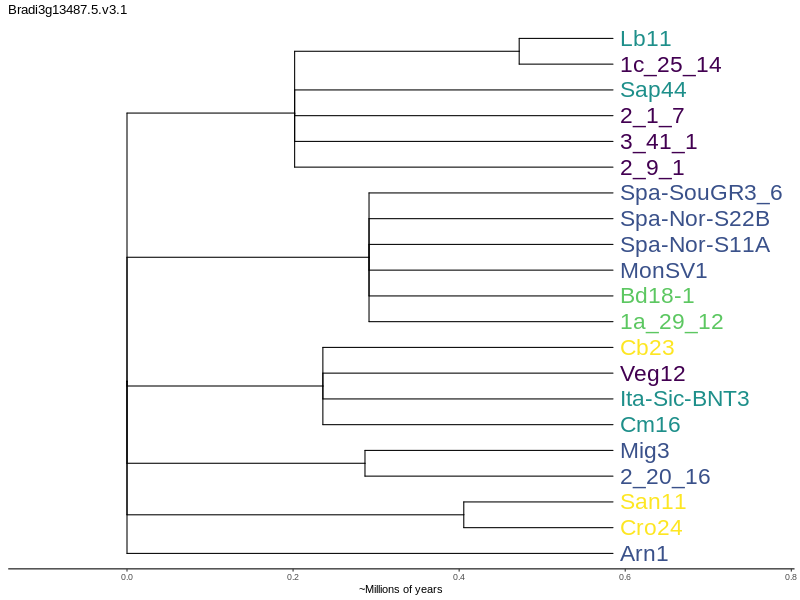 Bradi3g13487.5.v3.1
Lb11
1c_25_14
Sap44
2_1_7
3_41_1
2_9_1
Spa-SouGR3_6
Spa-Nor-S22B
Spa-Nor-S11A
MonSV1
Bd18-1
1a_29_12
Cb23
Veg12
Ita-Sic-BNT3
Cm16
Mig3
2_20_16
San11
Cro24
Arn1
0.0 0.2 0.4 0.6 0.8
~Millions of years